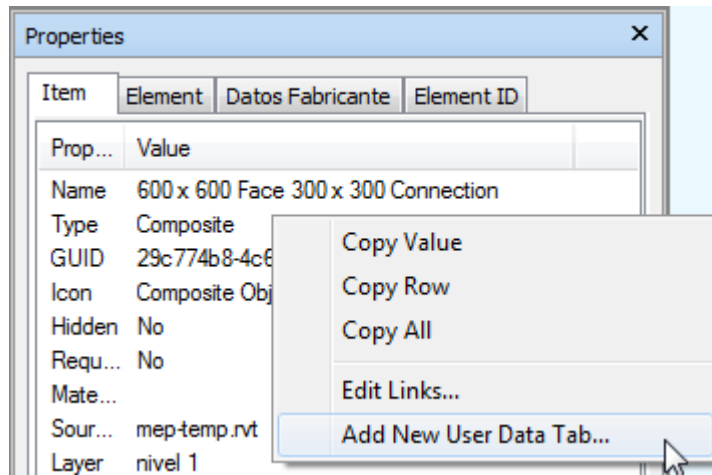 Properties
Item Element Datos Fabricante Element ID
Prop... Value
Name 600 x 600 Face 300 x 300 Connection
Type Composite
GUID 29c774b8-4c6
Icon Composite Obj
Hidden No
Requ... No
Mate...
Sour... mep-temp.rvt
Layer nivel 1
Copy Value
Copy Row
Copy All
Edit Links...
Add New User Data Tab...